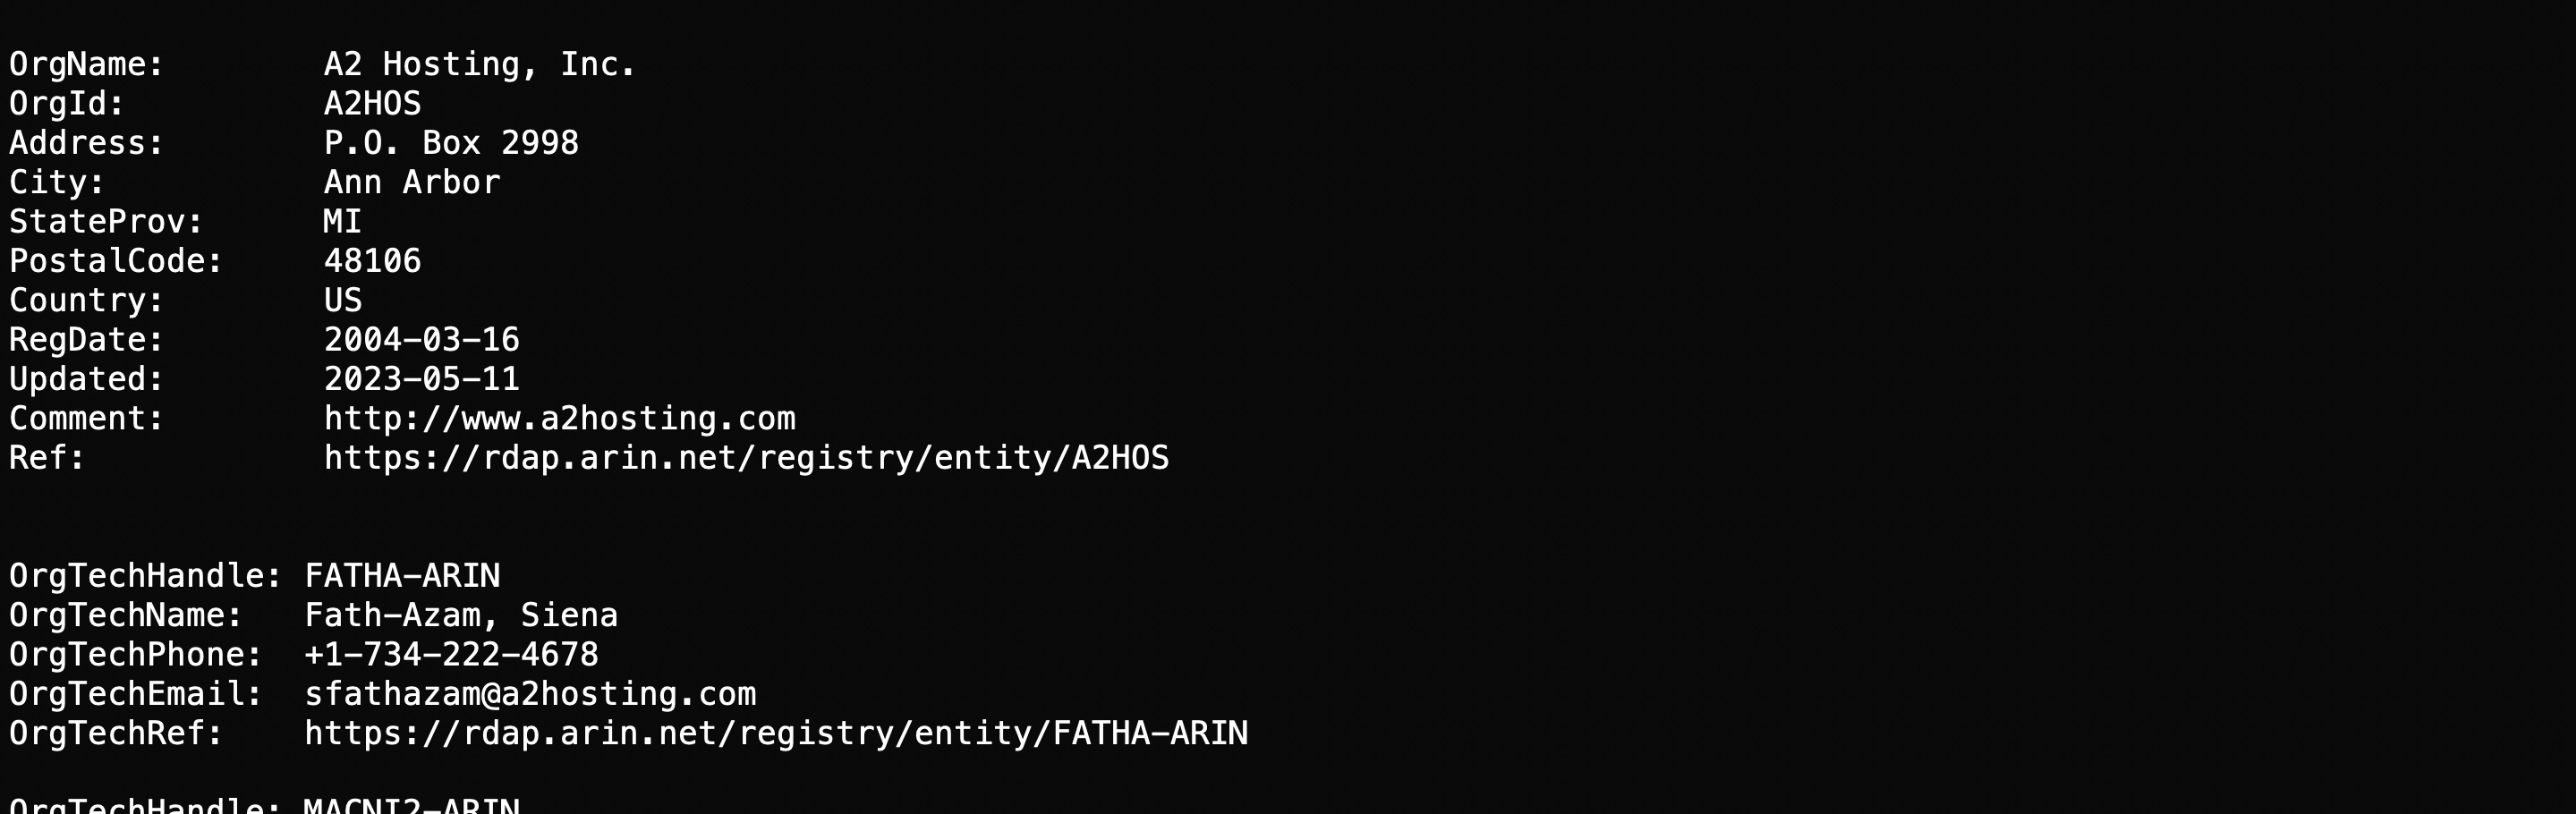 OrgName:        A2 Hosting, Inc.
OrgId:          A2HOS
Address:        P.O. Box 2998
City:           Ann Arbor
StateProv:      MI
PostalCode:     48106
Country:        US
RegDate:        2004-03-16
Updated:        2023-05-11
Comment:        http://www.a2hosting.com
Ref:            https://rdap.arin.net/registry/entity/A2HOS
OrgTechHandle: FATHA-ARIN
OrgTechName:   Fath-Azam, Siena
OrgTechPhone:  +1-734-222-4678
OrgTechEmail:  sfathazam@a2hosting.com
OrgTechRef:    https://rdap.arin.net/registry/entity/FATHA-ARIN
OrgTechHandle: MACNI2-ARIN